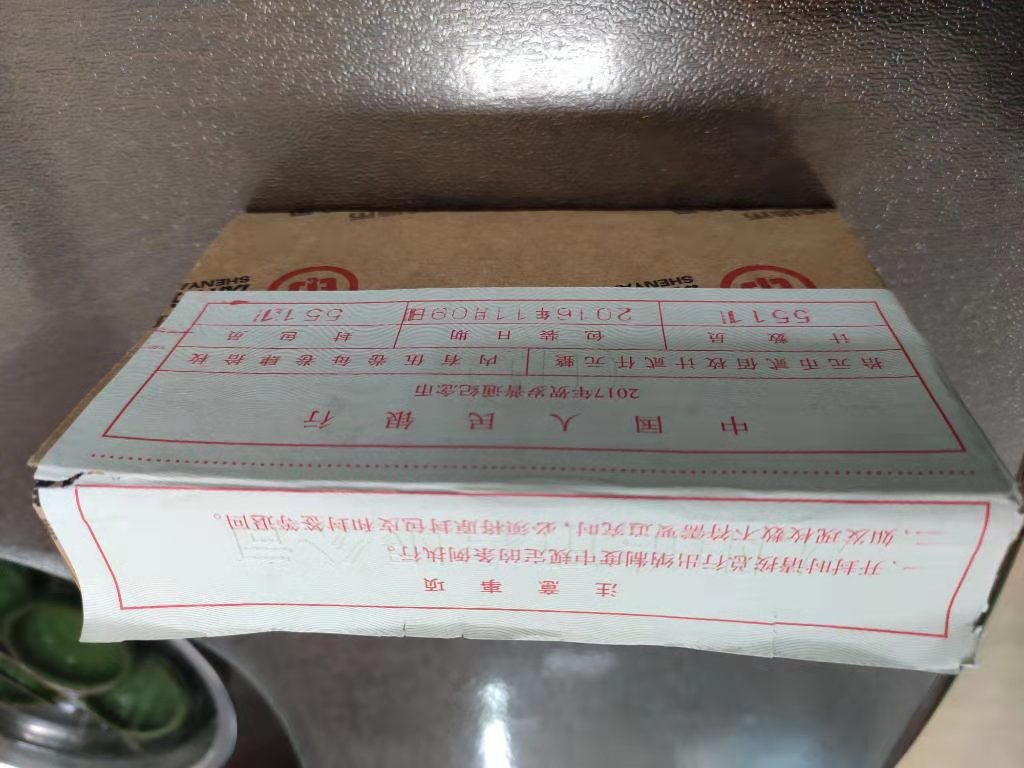 注意事项
一、开封时请按总行出纳制度中规定的条例执行。
二、如发现枚数不符需要追究时，必须将原封包皮和封签等退回。
中国人民银行
2017年贺岁普通纪念币
拾元币贰佰枚计贰仟元整 内有伍卷每卷肆拾枚
计数员 包装日期 封包员
5511 2016年11月09日 5511
SHENYA
SHENYA